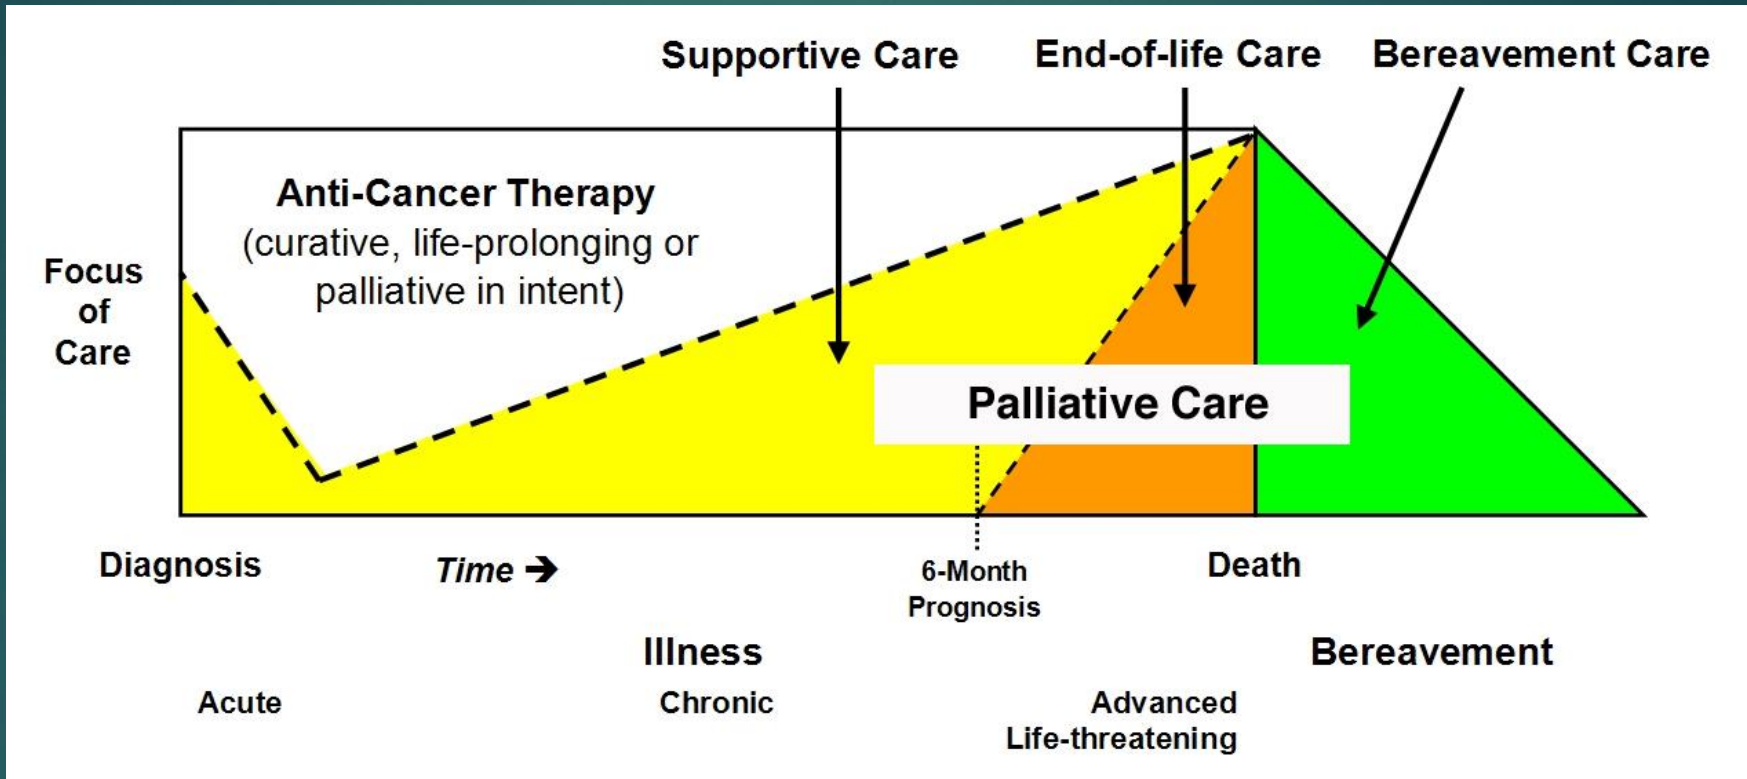 Supportive Care
End-of-life Care
Bereavement Care
Anti-Cancer Therapy
(curative, life-prolonging or
palliative in intent)
Focus
of
Care
Palliative Care
Diagnosis
Time ➔
6-Month
Prognosis
Death
Illness
Bereavement
Acute
Chronic
Advanced
Life-threatening